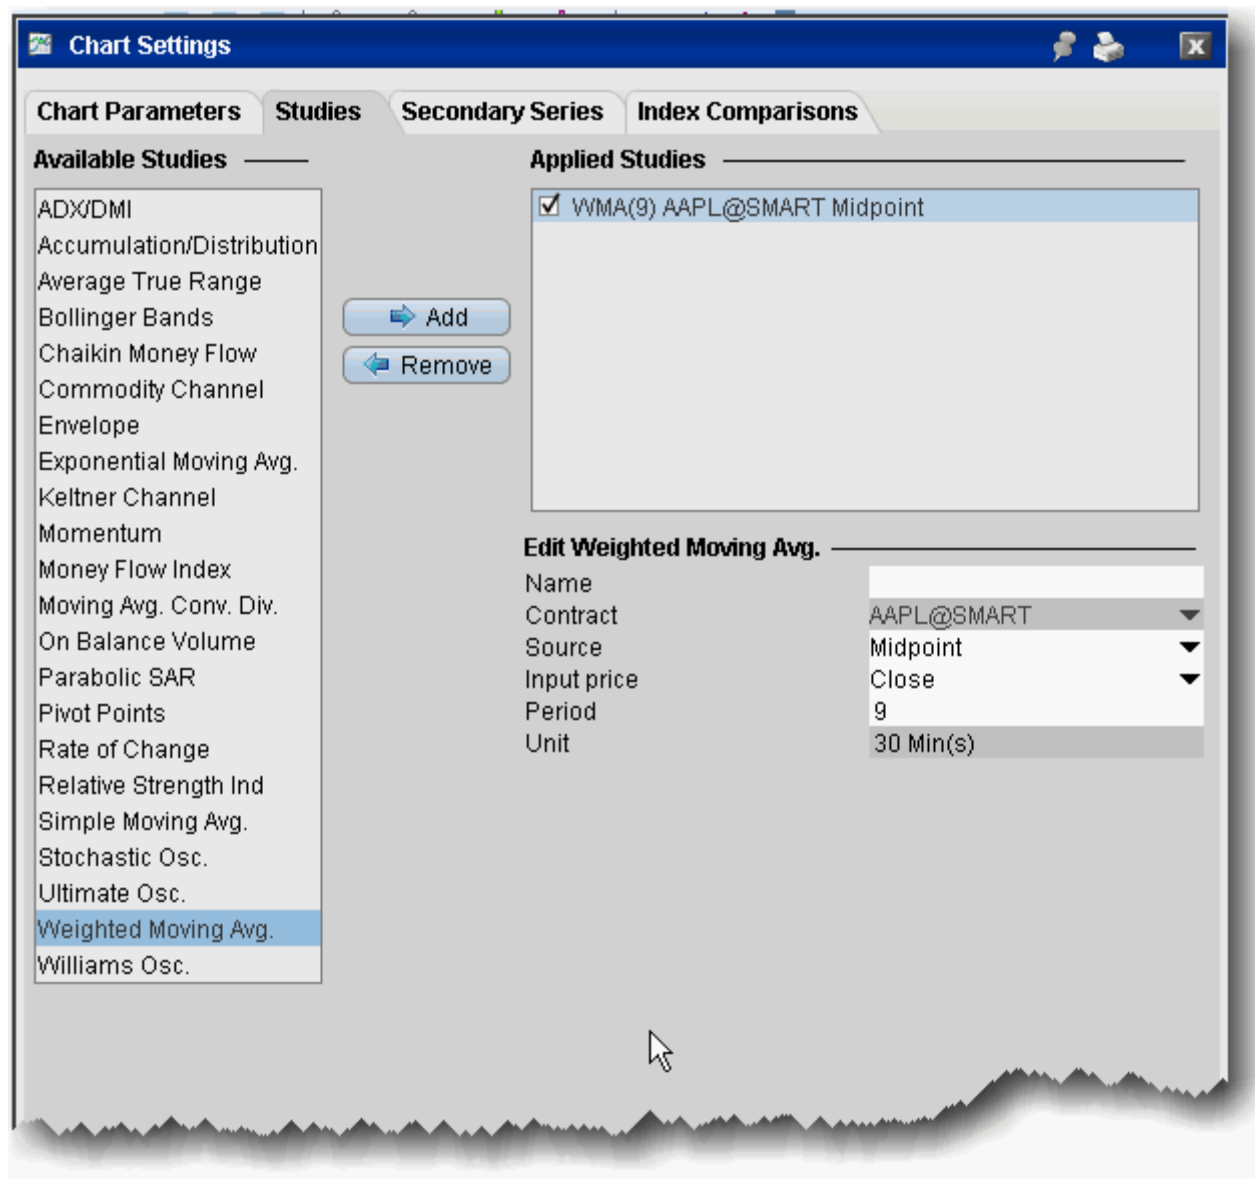 Chart Settings
Chart Parameters Studies Secondary Series Index Comparisons
Available Studies
ADX/DMI
Accumulation/Distribution
Average True Range
Bollinger Bands
Chaikin Money Flow
Commodity Channel
Envelope
Exponential Moving Avg.
Keltner Channel
Momentum
Money Flow Index
Moving Avg. Conv. Div.
On Balance Volume
Parabolic SAR
Pivot Points
Rate of Change
Relative Strength Ind
Simple Moving Avg.
Stochastic Osc.
Ultimate Osc.
Weighted Moving Avg.
Williams Osc.
Add
Remove
Applied Studies
WMA(9) AAPL@SMART Midpoint
Edit Weighted Moving Avg.
Name
Contract AAPL@SMART
Source Midpoint
Input price Close
Period 9
Unit 30 Min(s)